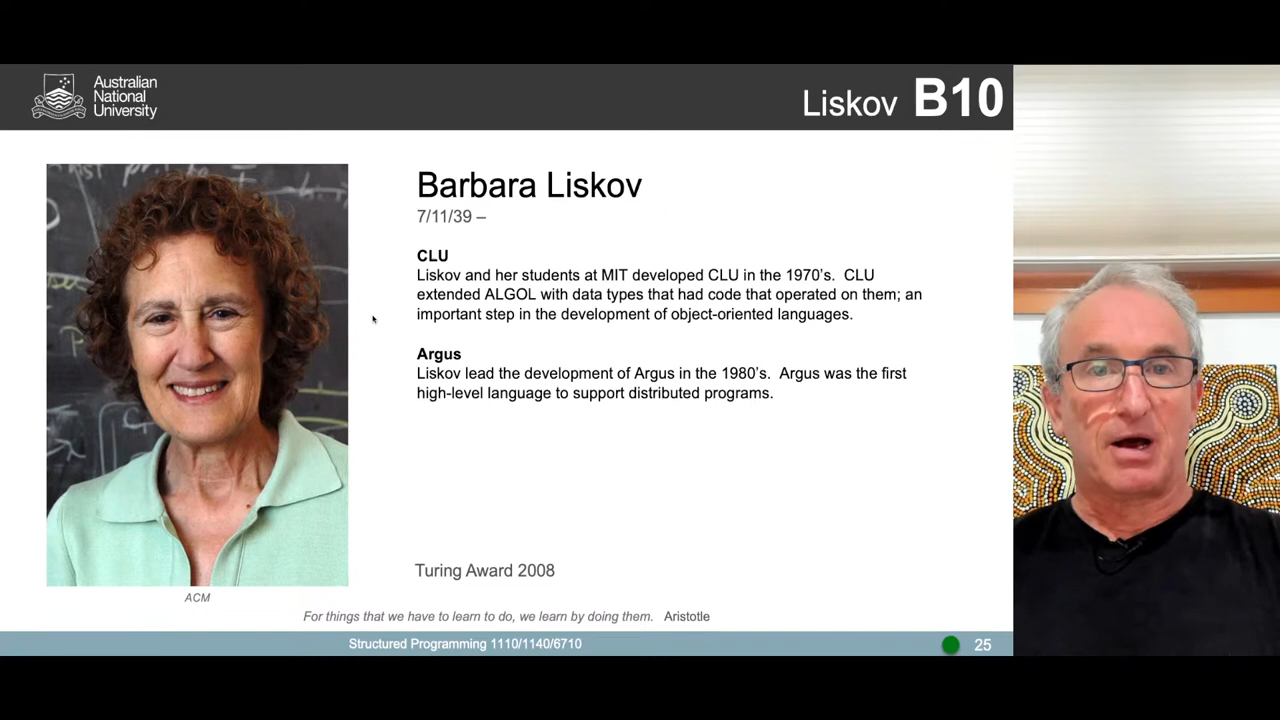 Australian
National
University
Liskov B10
Barbara Liskov
7/11/39 –
CLU
Liskov and her students at MIT developed CLU in the 1970's. CLU
extended ALGOL with data types that had code that operated on them; an
important step in the development of object-oriented languages.
Argus
Liskov lead the development of Argus in the 1980's. Argus was the first
high-level language to support distributed programs.
Turing Award 2008
ACM
For things that we have to learn to do, we learn by doing them. Aristotle
Structured Programming 1110/1140/6710
25